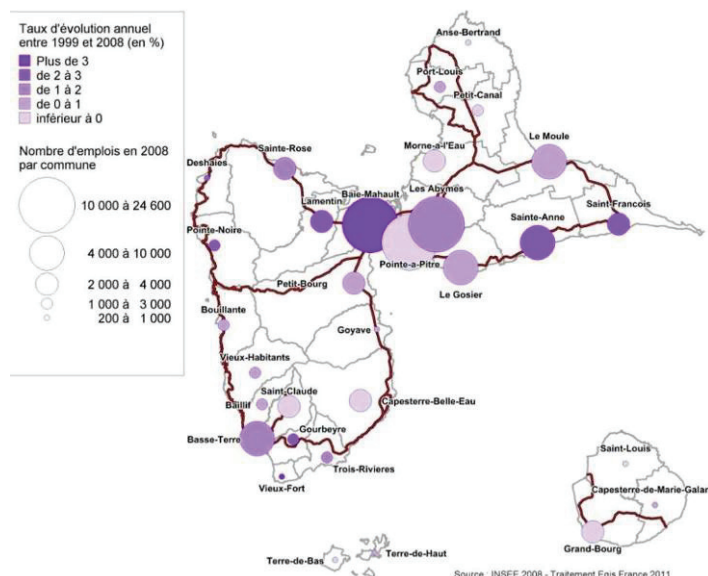 Taux d'évolution annuel
entre 1999 et 2008 (en %)
Plus de 3
de 2 à 3
de 1 à 2
de 0 à 1
inférieur à 0
Nombre d'emplois en 2008
par commune
10 000 à 24 600
4 000 à 10 000
2 000 à 4 000
1 000 à 3 000
200 à 1 000
Anse-Bertrand
Port-Louis
Petit-Canal
Morne-a-l'Eau
Le Moule
Sainte-Rose
Deshaies
Les Abymes
Baie-Mahault
Lamentin
Saint-François
Sainte-Anne
Pointe-Noire
Pointe-a-Pitre
Petit-Bourg
Le Gosier
Bouillante
Goyave
Vieux-Habitants
Saint-Claude
Baillif
Capesterre-Belle-Eau
Gourbeyre
Basse-Terre
Trois-Rivieres
Vieux-Fort
Saint-Louis
Capesterre-de-Marie-Galan
Grand-Bourg
Terre-de-Bas
Terre-de-Haut
Source : INSEE 2008 - Traitement Egis France 2011